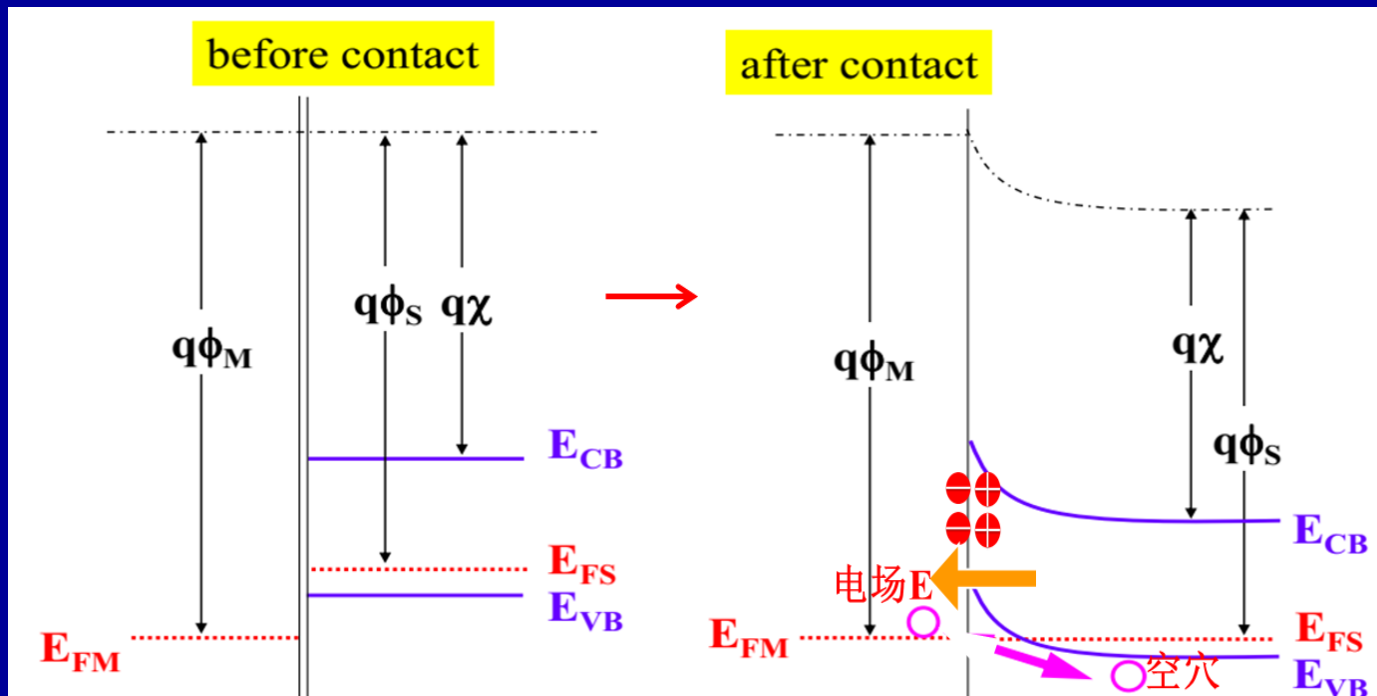 before contact
qϕM
qϕS
qχ
ECB
EFS
EVB
EFM
after contact
qϕM
qχ
qϕS
ECB
电场E
EFM
EFS
空穴
EVB